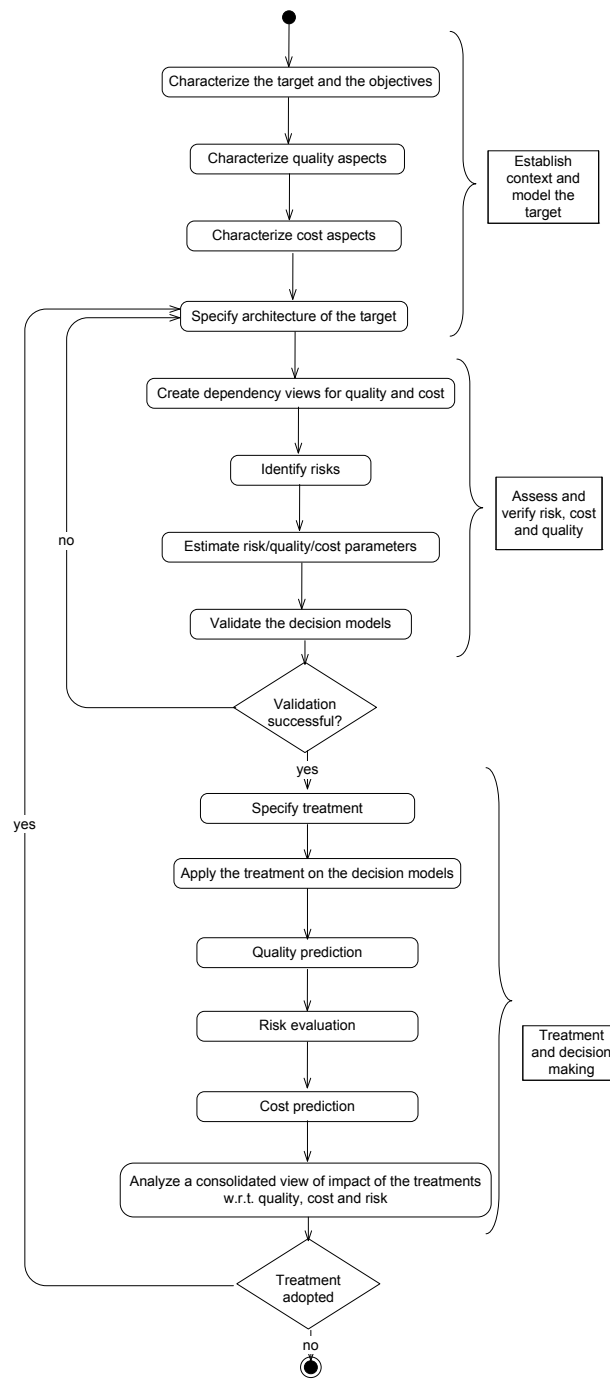 Characterize the target and the objectives
Characterize quality aspects
Establish
context and
model the
target
Characterize cost aspects
Specify architecture of the target
Create dependency views for quality and cost
Identify risks
Assess and
verify risk, cost
and quality
no
Estimate risk/quality/cost parameters
Validate the decision models
Validation
successful?
yes
Specify treatment
yes
Apply the treatment on the decision models
Quality prediction
Risk evaluation
Treatment
and decision
making
Cost prediction
Analyze a consolidated view of impact of the treatments
w.r.t. quality, cost and risk
Treatment
adopted
no